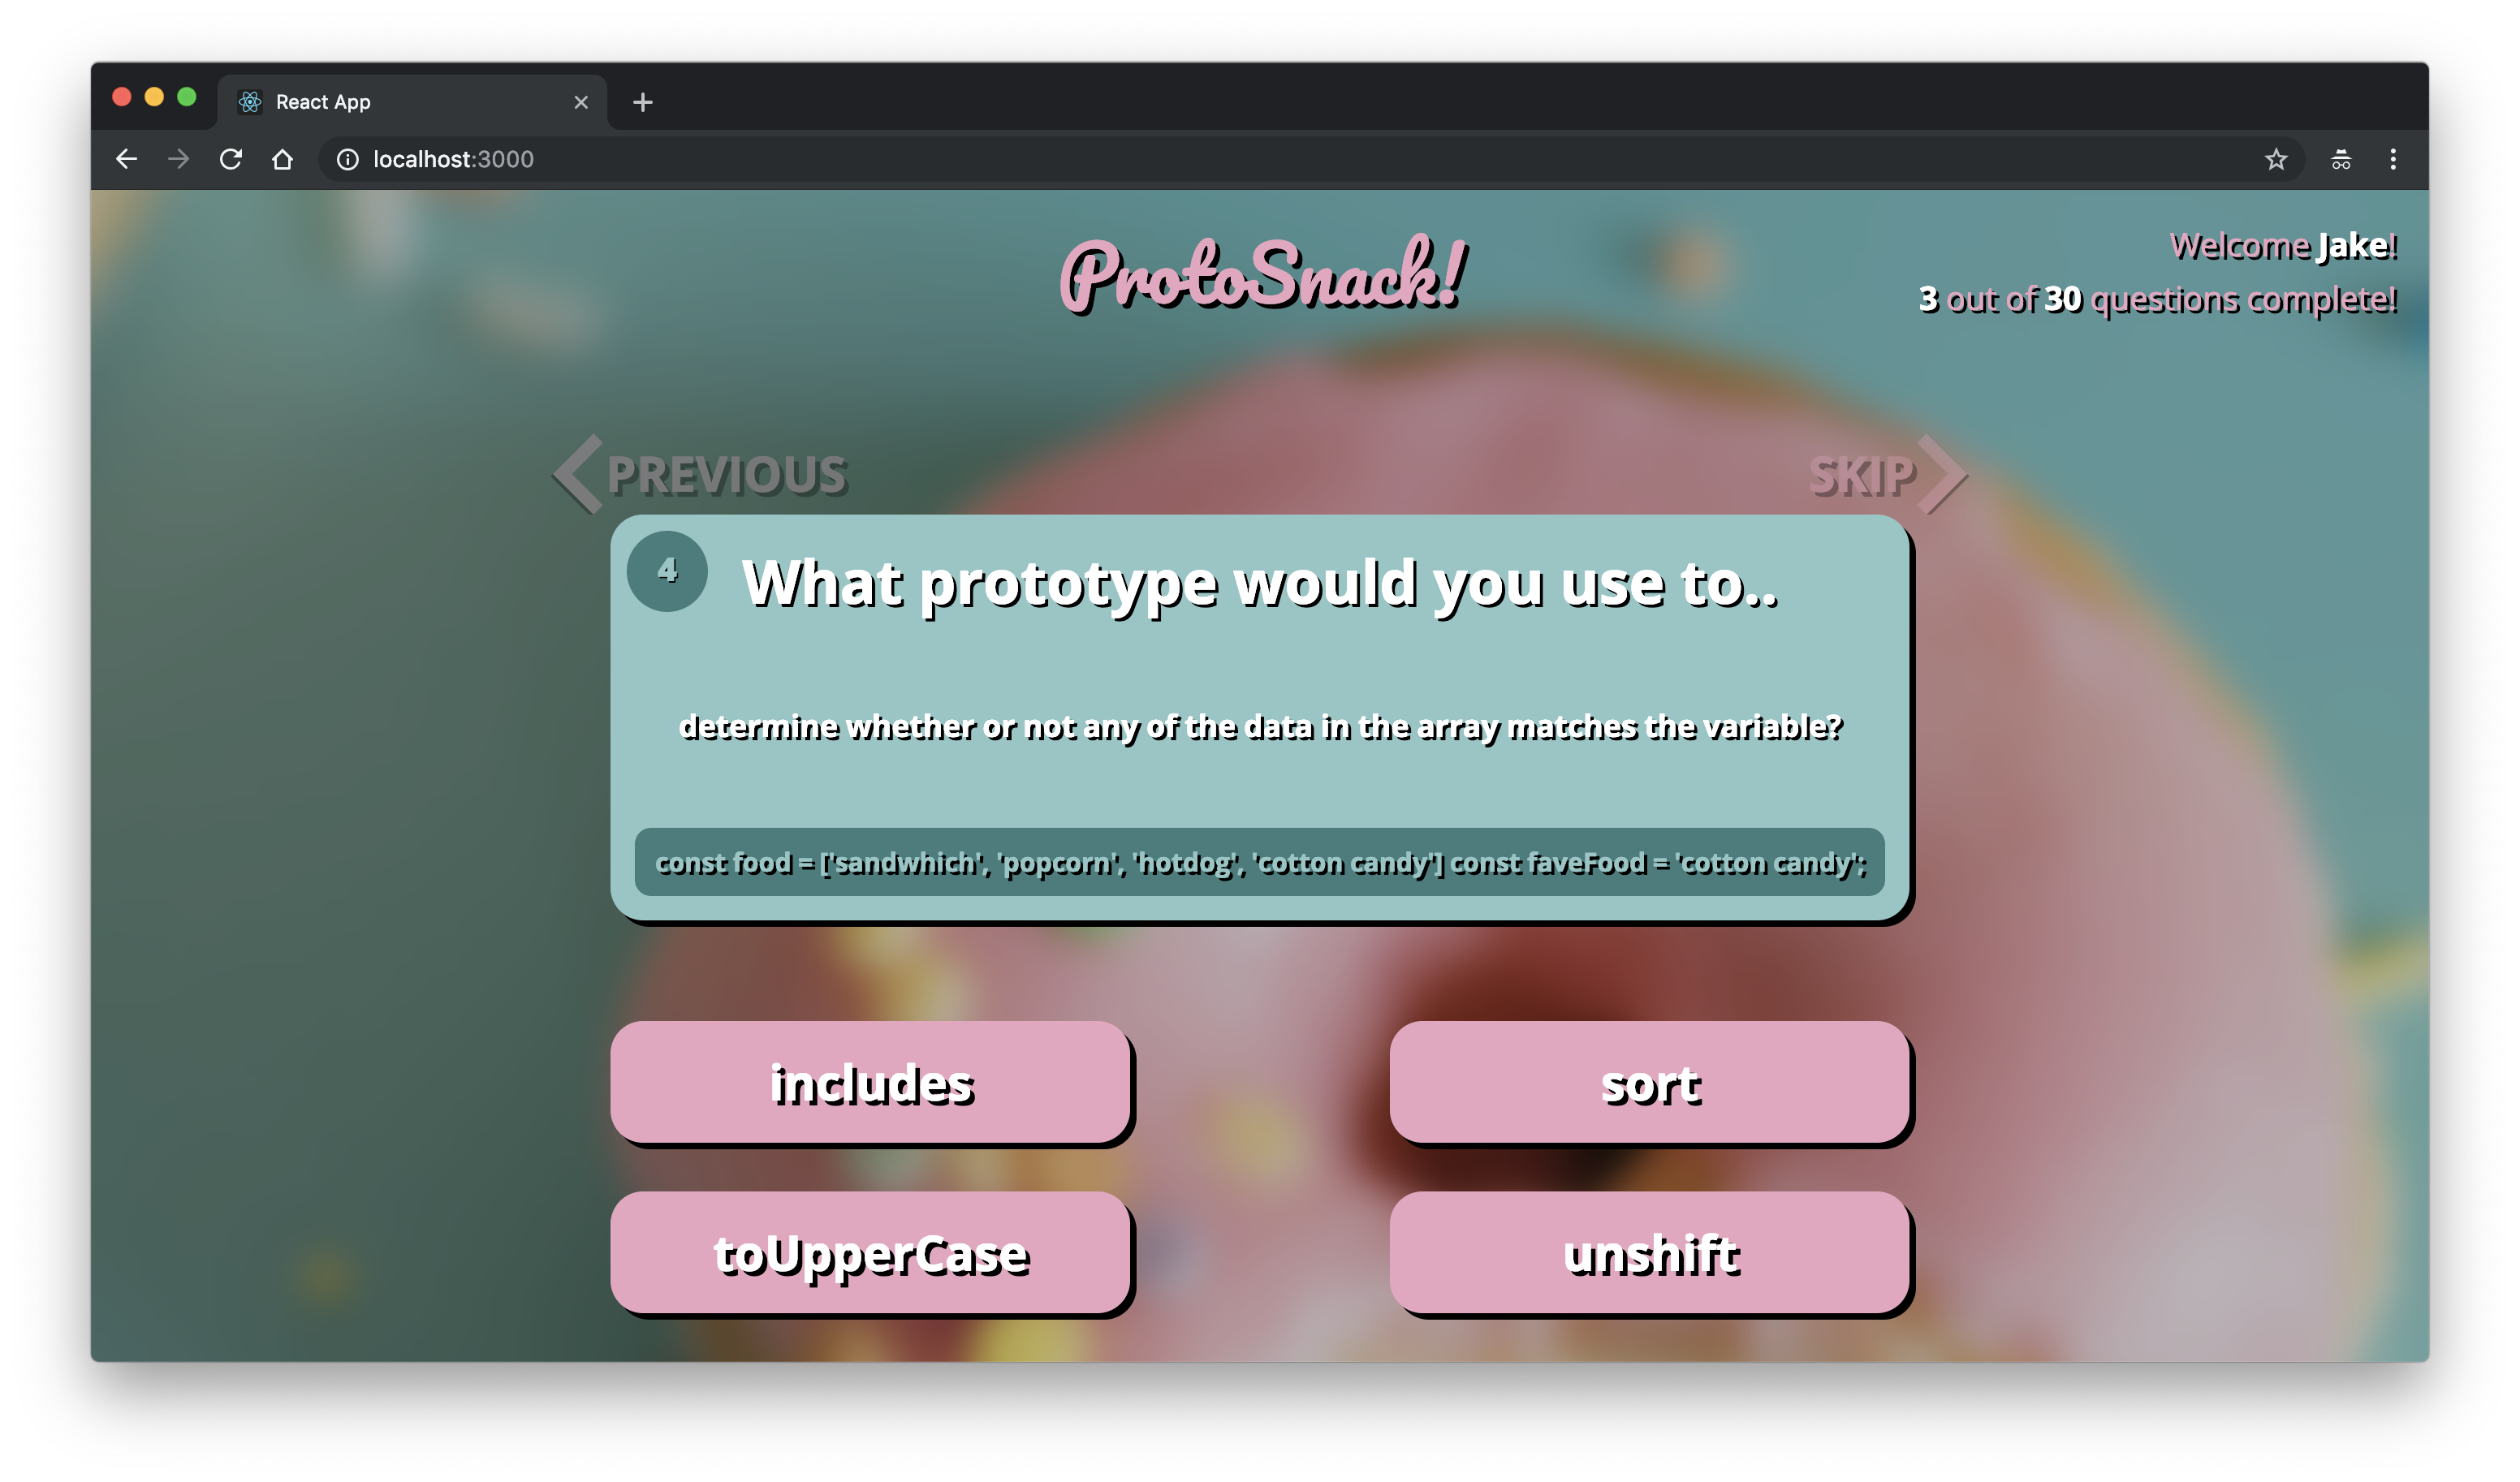 React App
localhost:3000
ProtoSnack!
Welcome Jake!
3 out of 30 questions complete!
PREVIOUS
SKIP
4
What prototype would you use to..
determine whether or not any of the data in the array matches the variable?
const food = ['sandwhich', 'popcorn', 'hotdog', 'cotton candy'] const faveFood = 'cotton candy';
includes
sort
toUpperCase
unshift